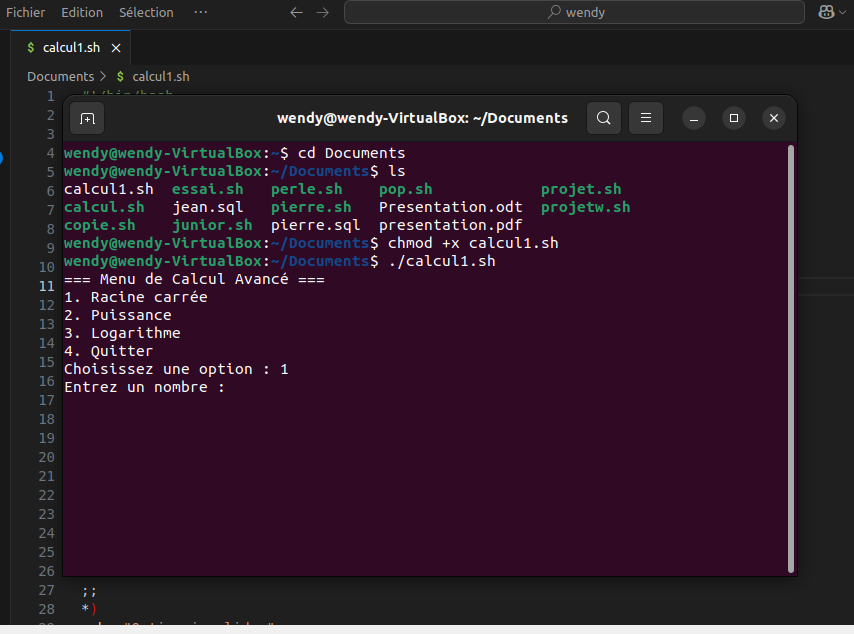 Fichier Edition Sélection ··· ← → wendy
$ calcul1.sh ×
Documents > $ calcul1.sh
1 #!/bin/bash
2
3
4
5
6
7
8
9
10
11
12
13
14
15
16
17
18
19
20
21
22
23
24
25
26
27 ;;
28 *)
wendy@wendy-VirtualBox: ~/Documents
wendy@wendy-VirtualBox:~$ cd Documents
wendy@wendy-VirtualBox:~/Documents$ ls
calcul1.sh essai.sh perle.sh pop.sh projet.sh
calcul.sh jean.sql pierre.sh Presentation.odt projetw.sh
copie.sh junior.sh pierre.sql presentation.pdf
wendy@wendy-VirtualBox:~/Documents$ chmod +x calcul1.sh
wendy@wendy-VirtualBox:~/Documents$ ./calcul1.sh
=== Menu de Calcul Avancé ===
1. Racine carrée
2. Puissance
3. Logarithme
4. Quitter
Choisissez une option : 1
Entrez un nombre :